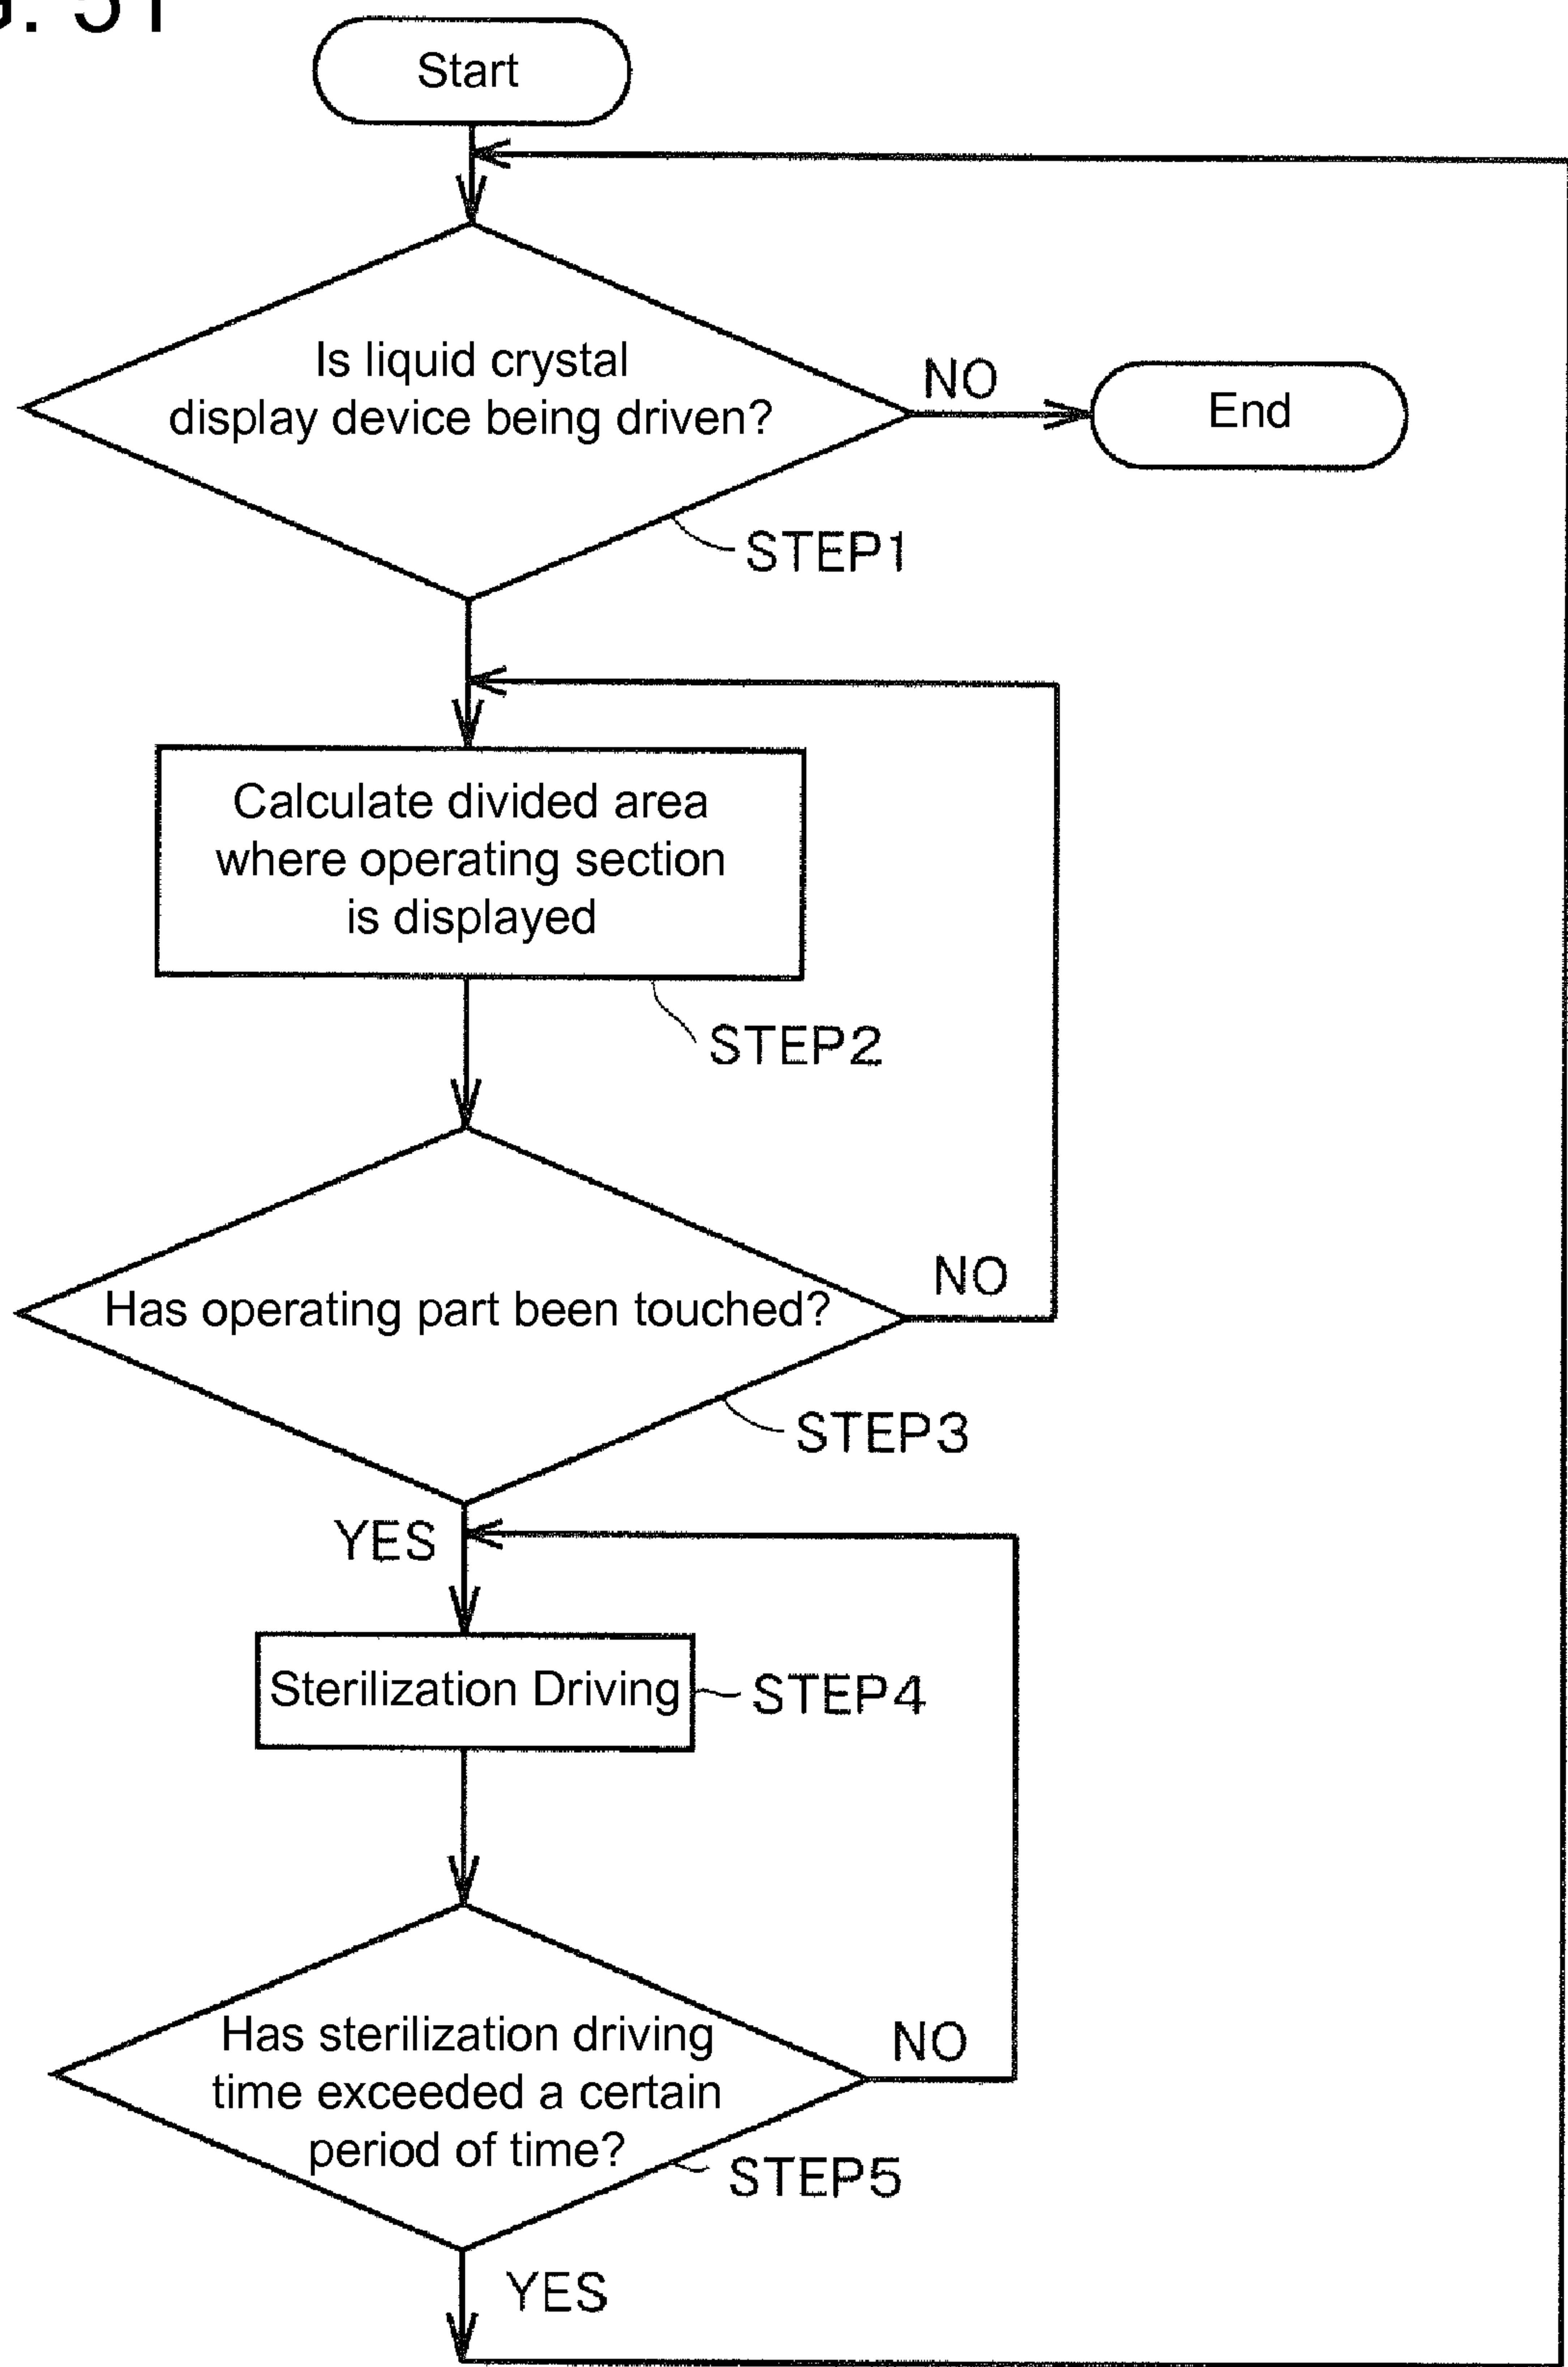 G. 51
Start
Is liquid crystal
display device being driven?
NO
End
STEP1
Calculate divided area
where operating section
is displayed
STEP2
Has operating part been touched?
NO
STEP3
YES
Sterilization Driving
STEP4
Has sterilization driving
time exceeded a certain
period of time?
NO
STEP5
YES